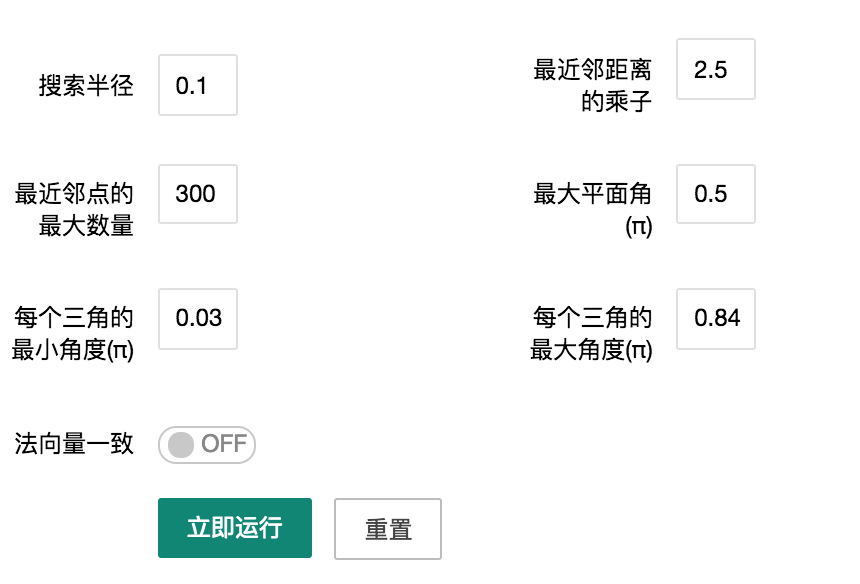 搜索半径
0.1
最近邻距离
的乘子
2.5
最近邻点的
最大数量
300
最大平面角
(π)
0.5
每个三角的
最小角度(π)
0.03
每个三角的
最大角度(π)
0.84
法向量一致
OFF
立即运行
重置